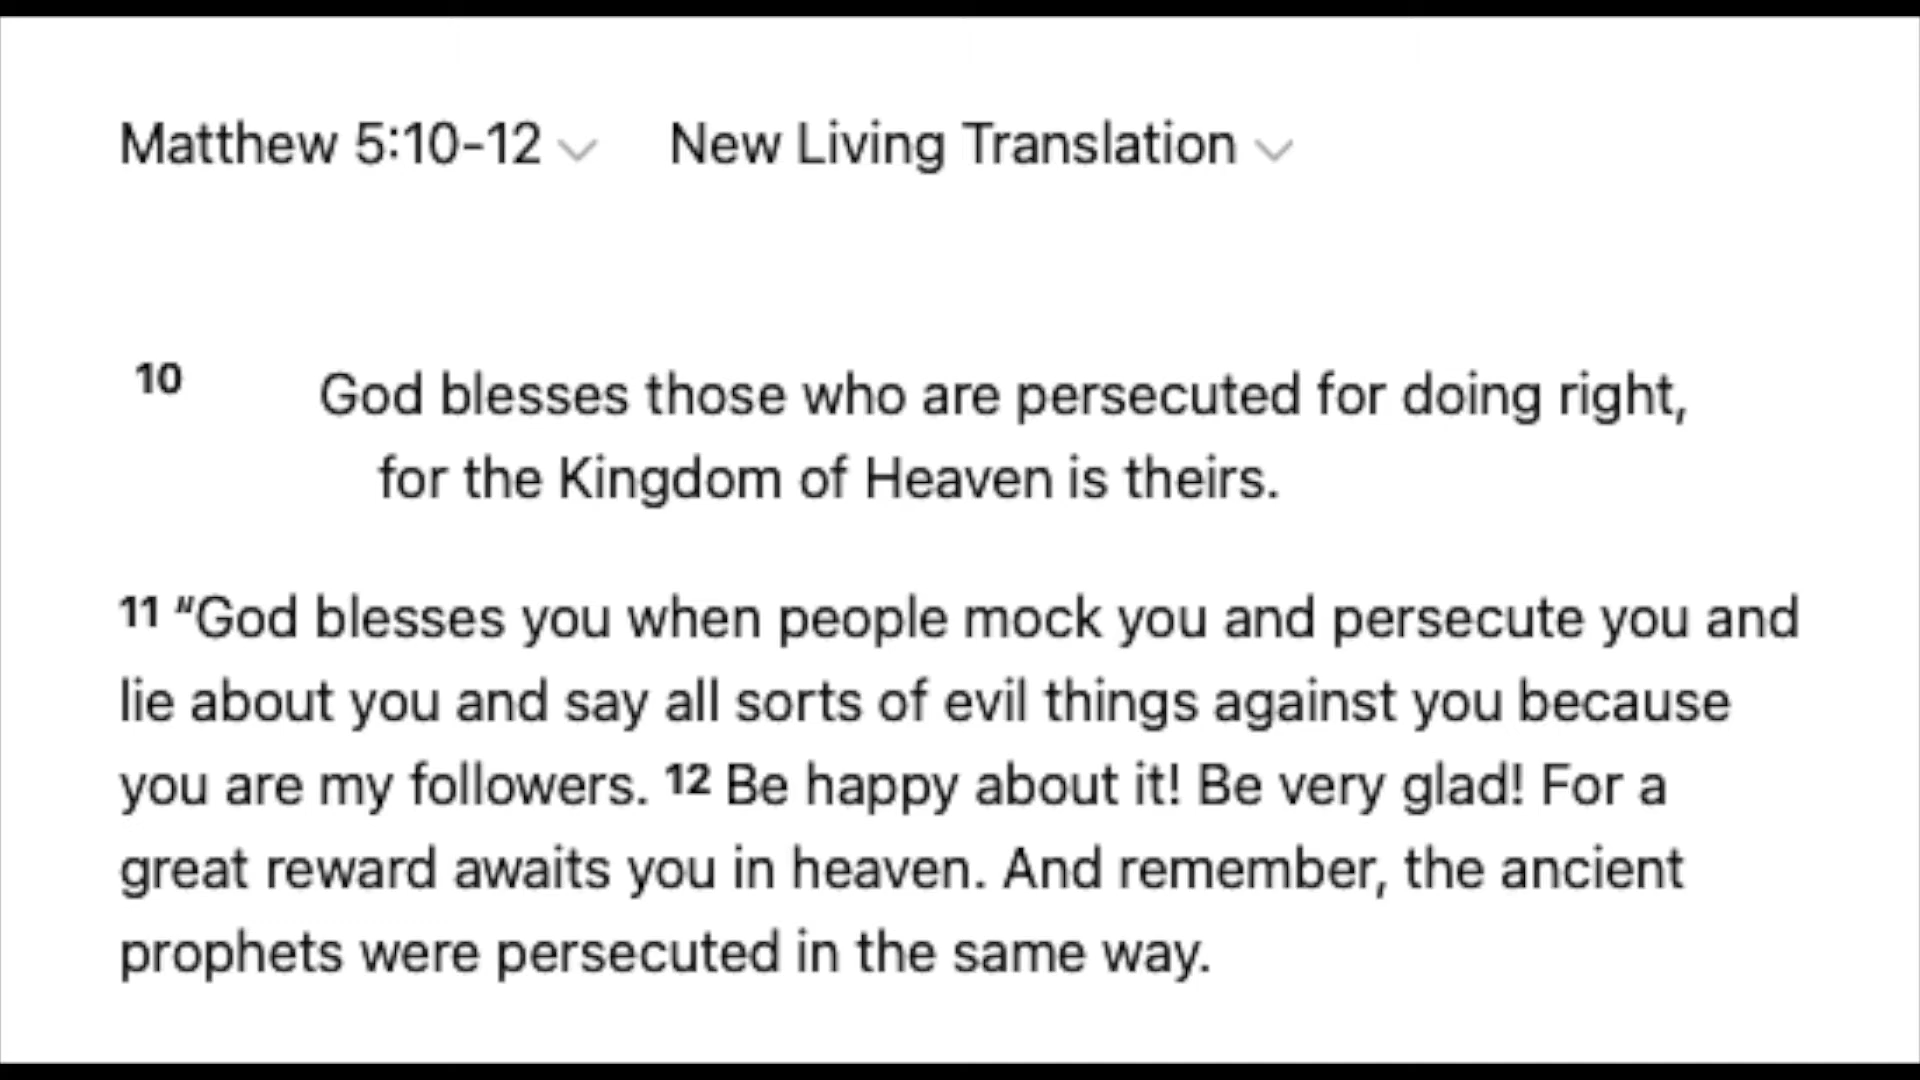 Matthew 5:10-12 New Living Translation
10 God blesses those who are persecuted for doing right,
for the Kingdom of Heaven is theirs.
11 “God blesses you when people mock you and persecute you and
lie about you and say all sorts of evil things against you because
you are my followers. 12 Be happy about it! Be very glad! For a
great reward awaits you in heaven. And remember, the ancient
prophets were persecuted in the same way.